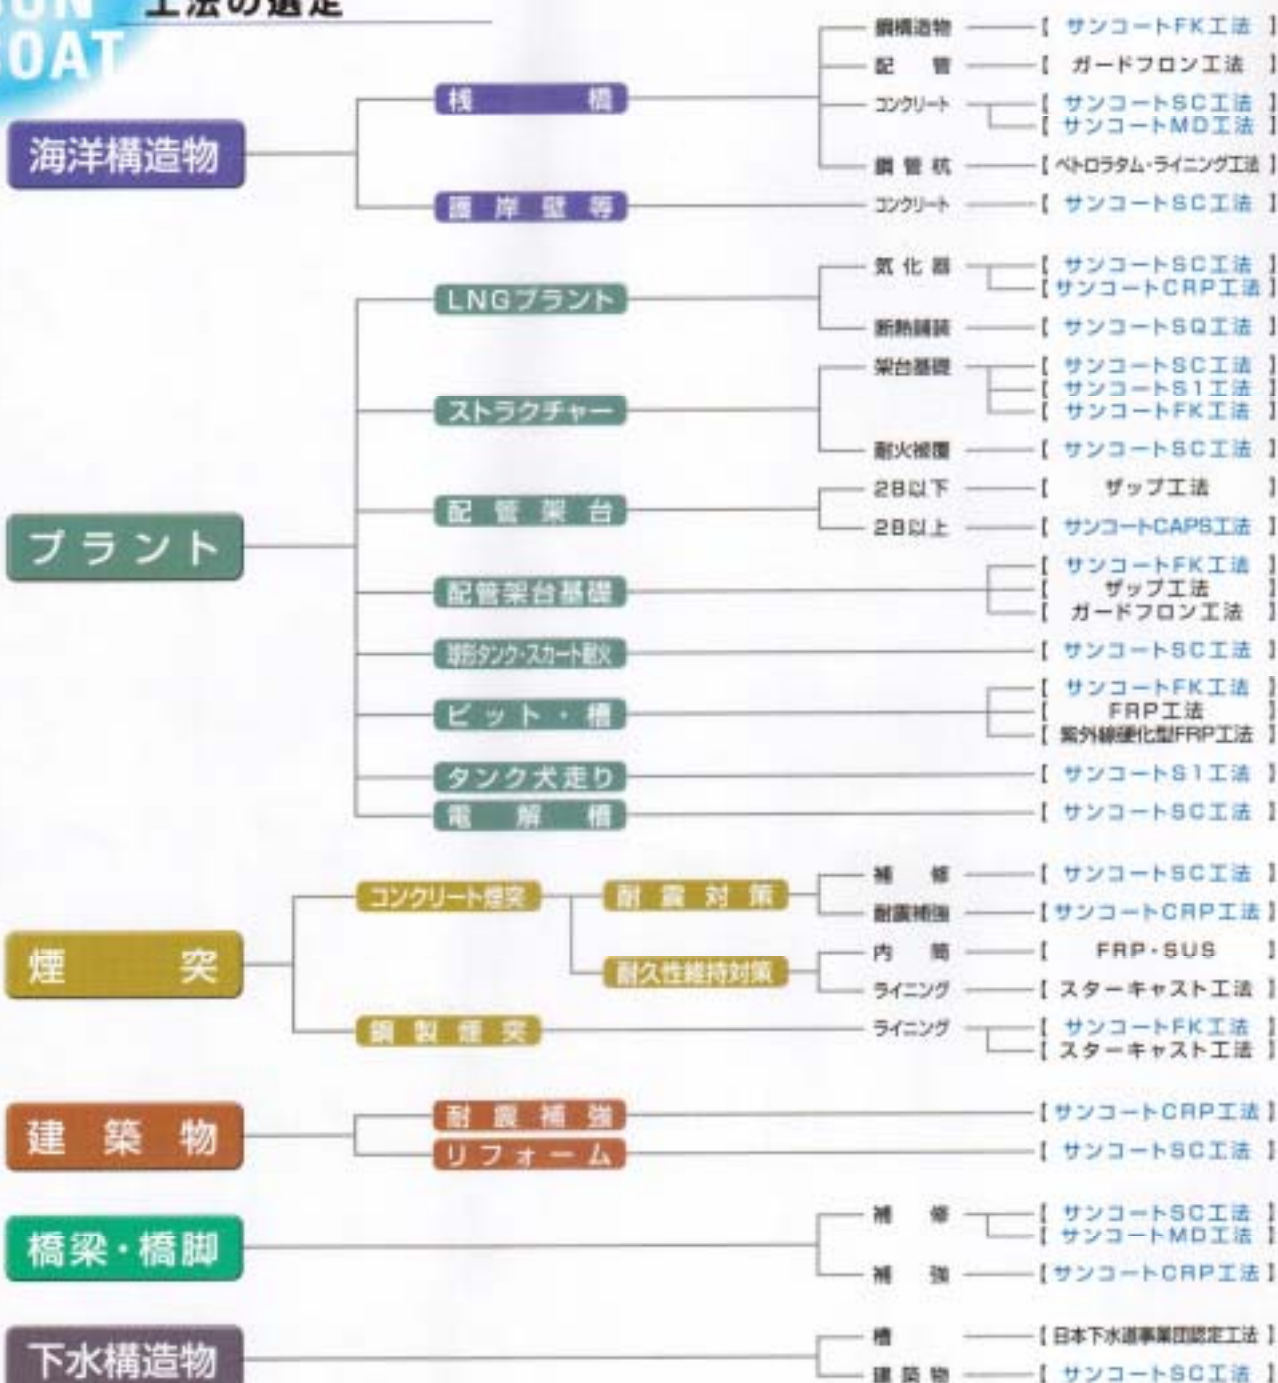 SUN
COAT
工法の選定
海洋構造物
桟橋
鋼構造物 【 サンコートFK工法 】
配管 【 ガードフロン工法 】
コンクリート 【 サンコートSC工法 】
【 サンコートMD工法 】
鋼管杭 【 ペトロラタム・ライニング工法 】
護岸壁等
コンクリート 【 サンコートSC工法 】
プラント
LNGプラント
気化器 【 サンコートSC工法 】
【 サンコートCRP工法 】
断熱舗装 【 サンコートSQ工法 】
ストラクチャー
架台基礎 【 サンコートSC工法 】
【 サンコートS1工法 】
【 サンコートFK工法 】
耐火被覆 【 サンコートSC工法 】
配管架台
2B以下 【 ザップ工法 】
2B以上 【 サンコートCAPS工法 】
配管架台基礎
【 サンコートFK工法 】
【 ザップ工法 】
【 ガードフロン工法 】
球形タンク・スカート耐火 【 サンコートSC工法 】
ピット・槽
【 サンコートFK工法 】
【 FRP工法 】
【 紫外線硬化型FRP工法 】
タンク犬走り 【 サンコートS1工法 】
電解槽 【 サンコートSC工法 】
煙突
コンクリート煙突
耐震対策
補修 【 サンコートSC工法 】
耐震補強 【 サンコートCRP工法 】
耐久性維持対策
内筒 【 FRP・SUS 】
ライニング 【 スターキャスト工法 】
鋼製煙突
ライニング 【 サンコートFK工法 】
【 スターキャスト工法 】
建築物
耐震補強 【 サンコートCRP工法 】
リフォーム 【 サンコートSC工法 】
橋梁・橋脚
補修 【 サンコートSC工法 】
【 サンコートMD工法 】
補強 【 サンコートCRP工法 】
下水構造物
槽 【 日本下水道事業団認定工法 】
建築物 【 サンコートSC工法 】